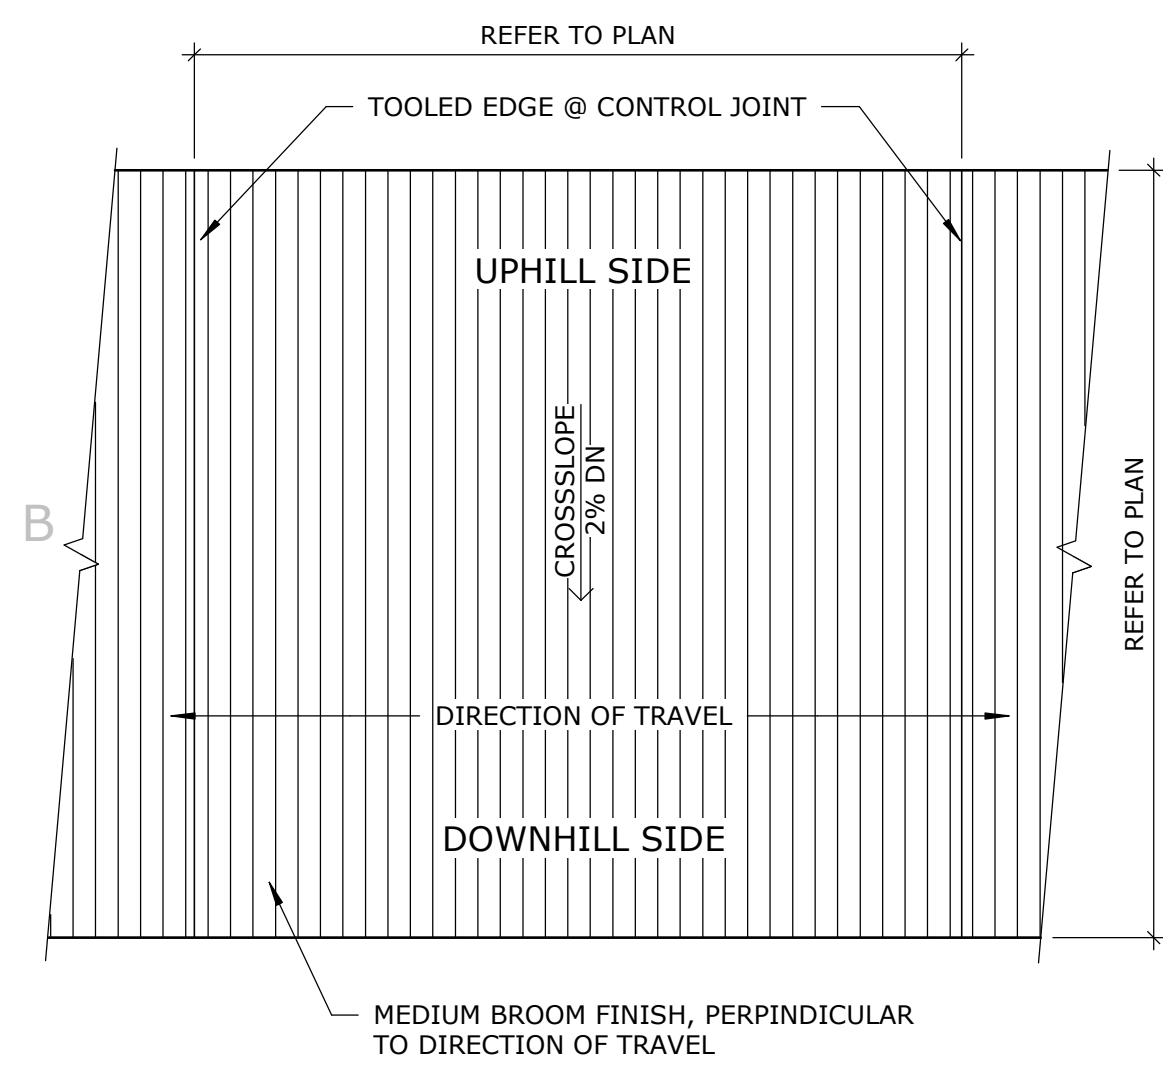 REFER TO PLAN
TOOLED EDGE @ CONTROL JOINT
UPHILL SIDE
CROSSSLOPE
2% DN
B
REFER TO PLAN
DIRECTION OF TRAVEL
DOWNHILL SIDE
MEDIUM BROOM FINISH, PERPINDICULAR
TO DIRECTION OF TRAVEL